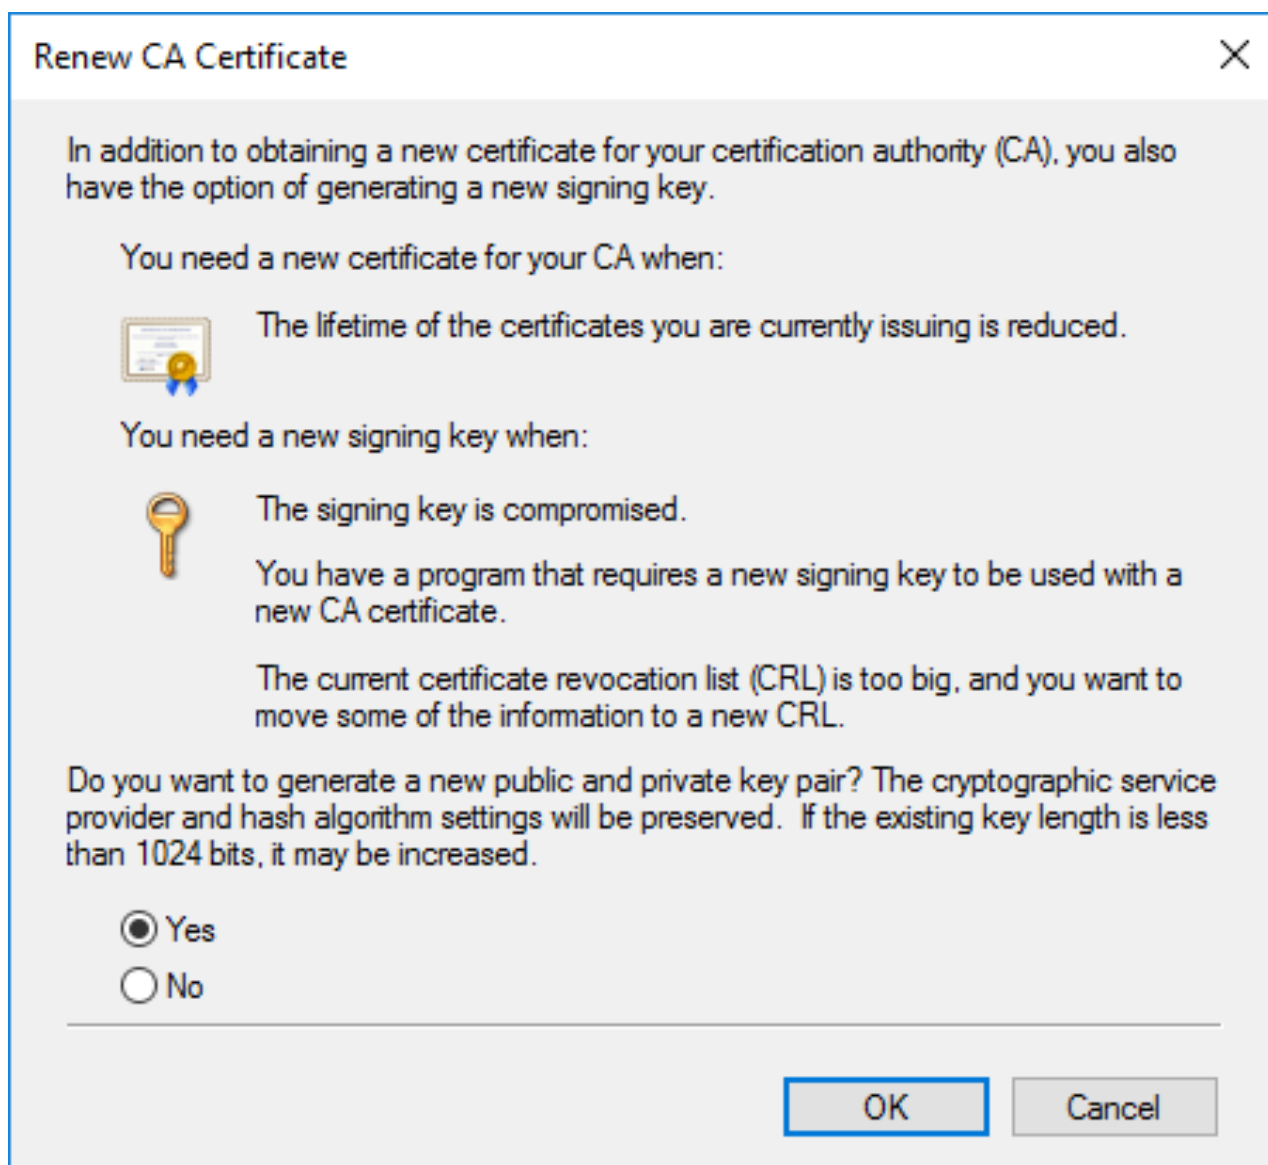 Renew CA Certificate
In addition to obtaining a new certificate for your certification authority (CA), you also
have the option of generating a new signing key.
You need a new certificate for your CA when:
The lifetime of the certificates you are currently issuing is reduced.
You need a new signing key when:
The signing key is compromised.
You have a program that requires a new signing key to be used with a
new CA certificate.
The current certificate revocation list (CRL) is too big, and you want to
move some of the information to a new CRL.
Do you want to generate a new public and private key pair? The cryptographic service
provider and hash algorithm settings will be preserved.  If the existing key length is less
than 1024 bits, it may be increased.
Yes
No
OK
Cancel